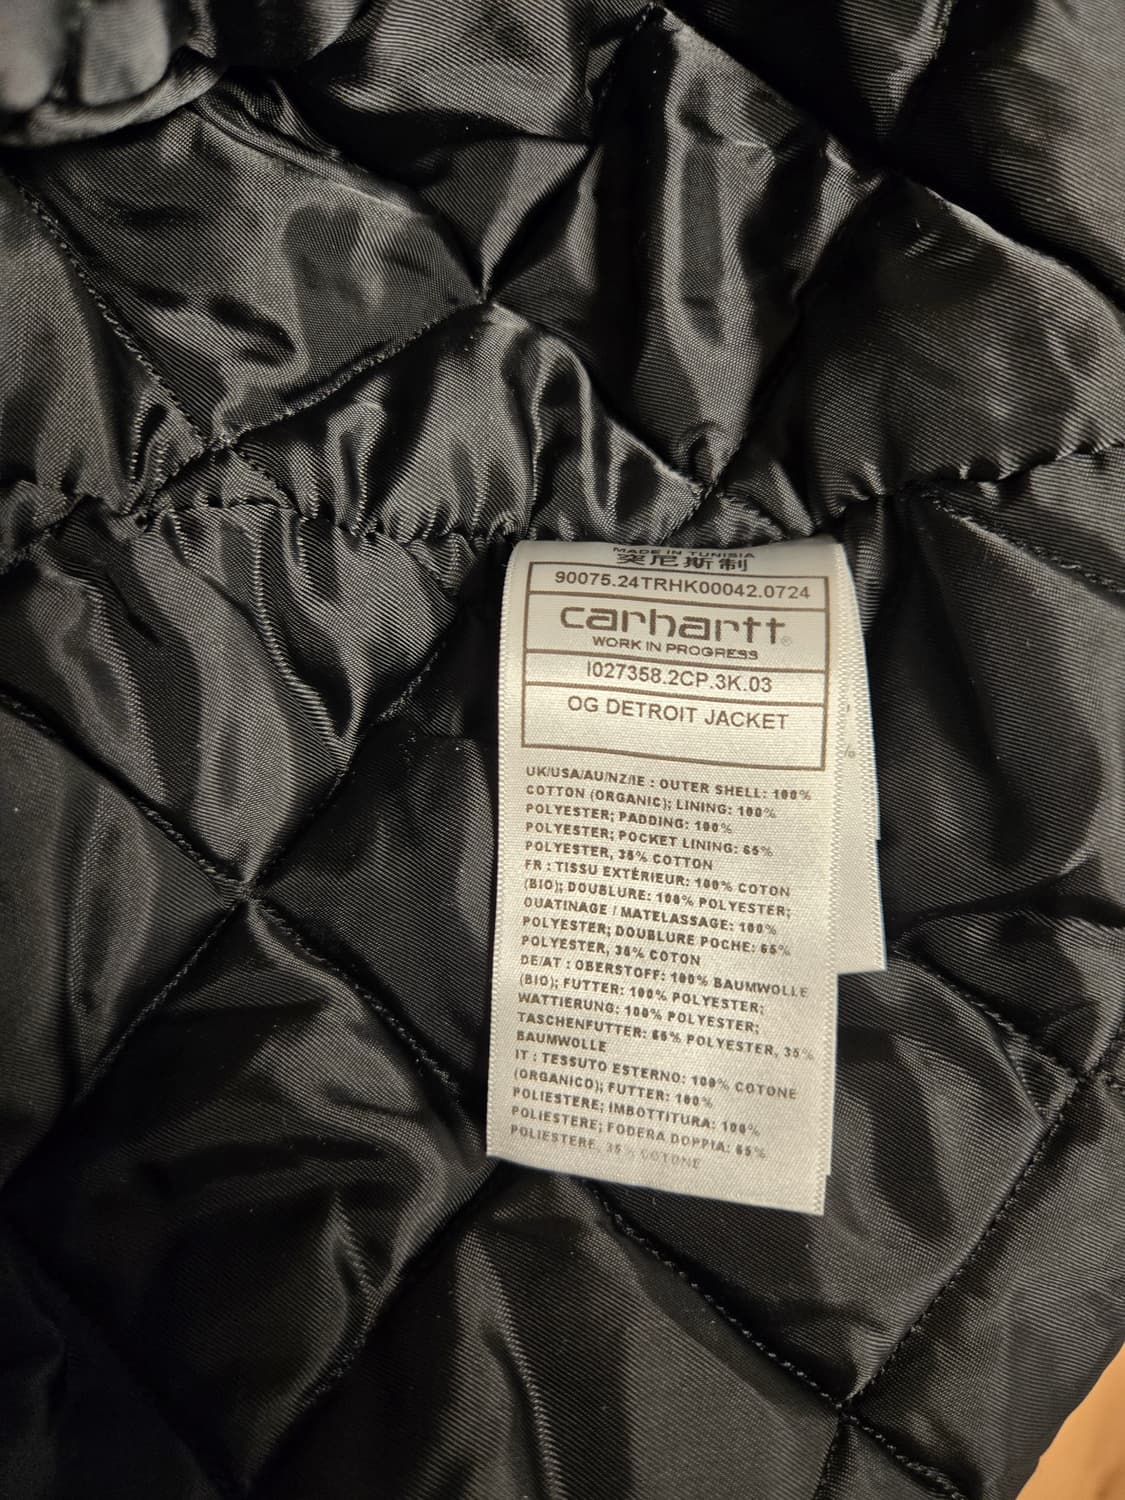 MADE IN TUNISIA
突尼斯制
90075.24TRHK00042.0724
carhartt®
WORK IN PROGRESS
I027358.2CP.3K.03
OG DETROIT JACKET
UK/USA/AU/NZ/IE : OUTER SHELL: 100%
COTTON (ORGANIC); LINING: 100%
POLYESTER; PADDING: 100%
POLYESTER; POCKET LINING: 65%
POLYESTER, 35% COTTON
FR : TISSU EXTÉRIEUR: 100% COTON
(BIO); DOUBLURE: 100% POLYESTER;
OUATINAGE / MATELASSAGE: 100%
POLYESTER; DOUBLURE POCHE: 65%
POLYESTER, 35% COTON
DE/AT : OBERSTOFF: 100% BAUMWOLLE
(BIO); FUTTER: 100% POLYESTER;
WATTIERUNG: 100% POLYESTER;
TASCHENFUTTER: 65% POLYESTER, 35%
BAUMWOLLE
IT : TESSUTO ESTERNO: 100% COTONE
(ORGANICO); FUTTER: 100%
POLIESTERE; IMBOTTITURA: 100%
POLIESTERE; FODERA DOPPIA: 65%
POLIESTERE, 35% COTONE